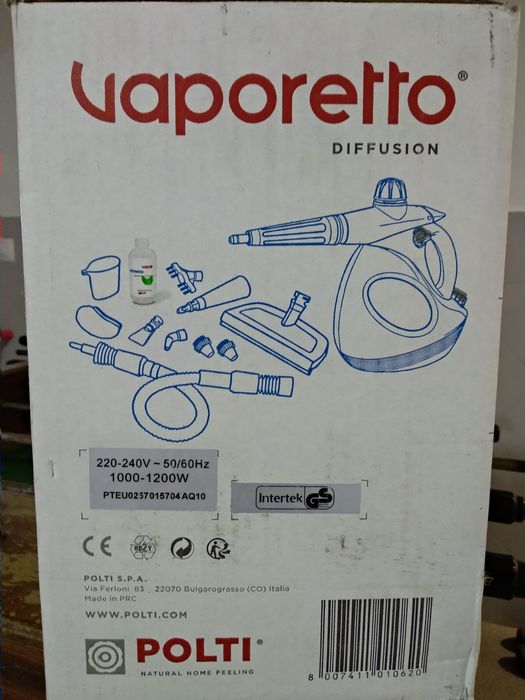 vaporetto®
DIFFUSION
220-240V ~ 50/60Hz
1000-1200W
PTEU0257015704 AQ10
Intertek GS
CE RESY
POLTI S.P.A.
Via Ferloni, 83 _ 22070 Bulgarograsso (CO) Italia
Made in PRC
WWW.POLTI.COM
POLTI®
NATURAL HOME FEELING
8 007411 010620